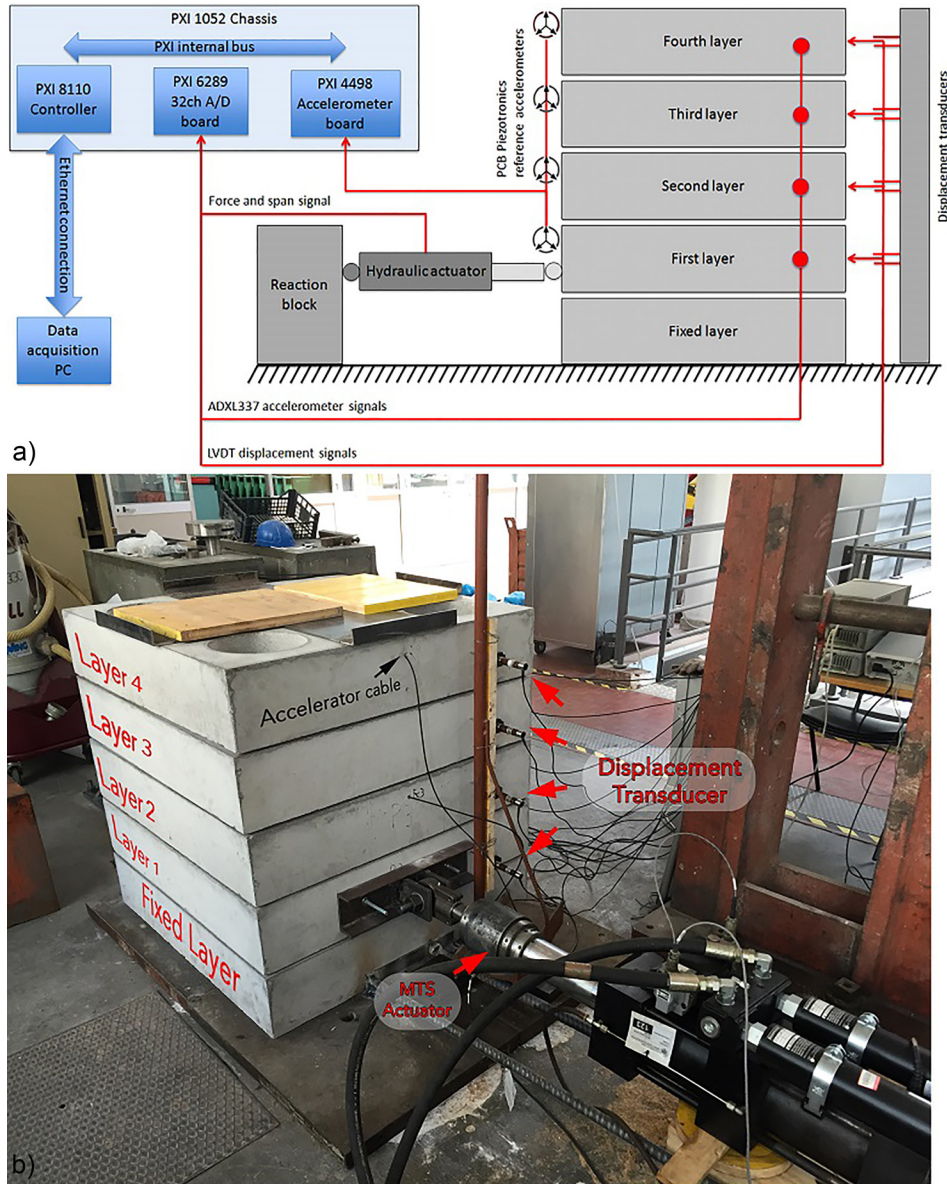 PXI 1052 Chassis
PXI internal bus
PXI 8110
Controller
PXI 6289
32ch A/D
board
PXI 4498
Accelerometer
board
Ethernet connection
Data
acquisition
PC
Force and span signal
PCB Piezotronics
reference accelerometers
Fourth layer
Third layer
Second layer
First layer
Fixed layer
Displacement transducers
Reaction
block
Hydraulic actuator
ADXL337 accelerometer signals
LVDT displacement signals
a)
Layer 4
Layer 3
Layer 2
Layer 1
Fixed Layer
Accelerator cable
Displacement
Transducer
MTS
Actuator
b)